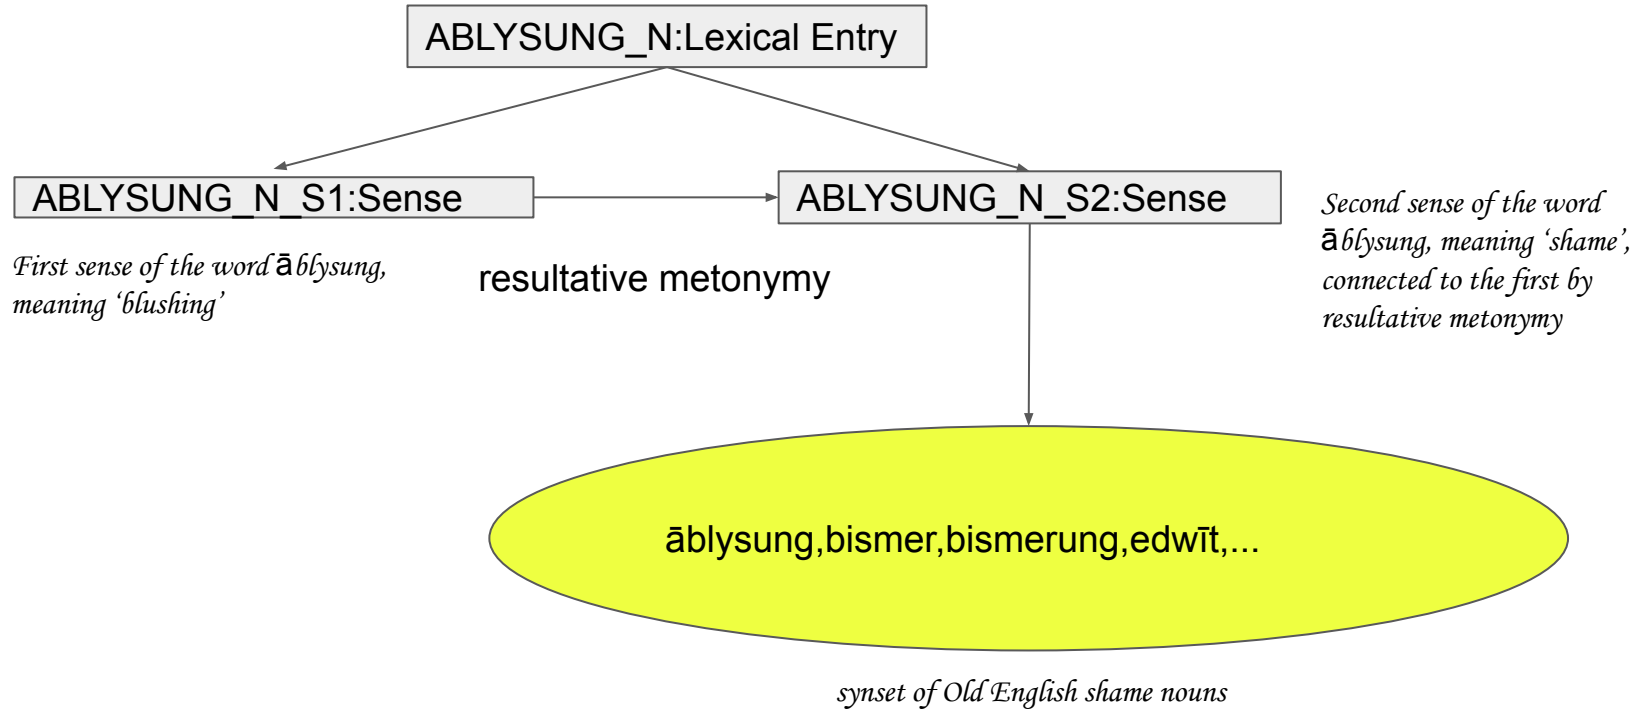 ABLYSUNG_N:Lexical Entry
ABLYSUNG_N_S1:Sense
ABLYSUNG_N_S2:Sense
First sense of the word āblysung,
meaning ‘blushing’
resultative metonymy
Second sense of the word
āblysung, meaning ‘shame’,
connected to the first by
resultative metonymy
āblysung,bismer,bismerung,edwīt,...
synset of Old English shame nouns